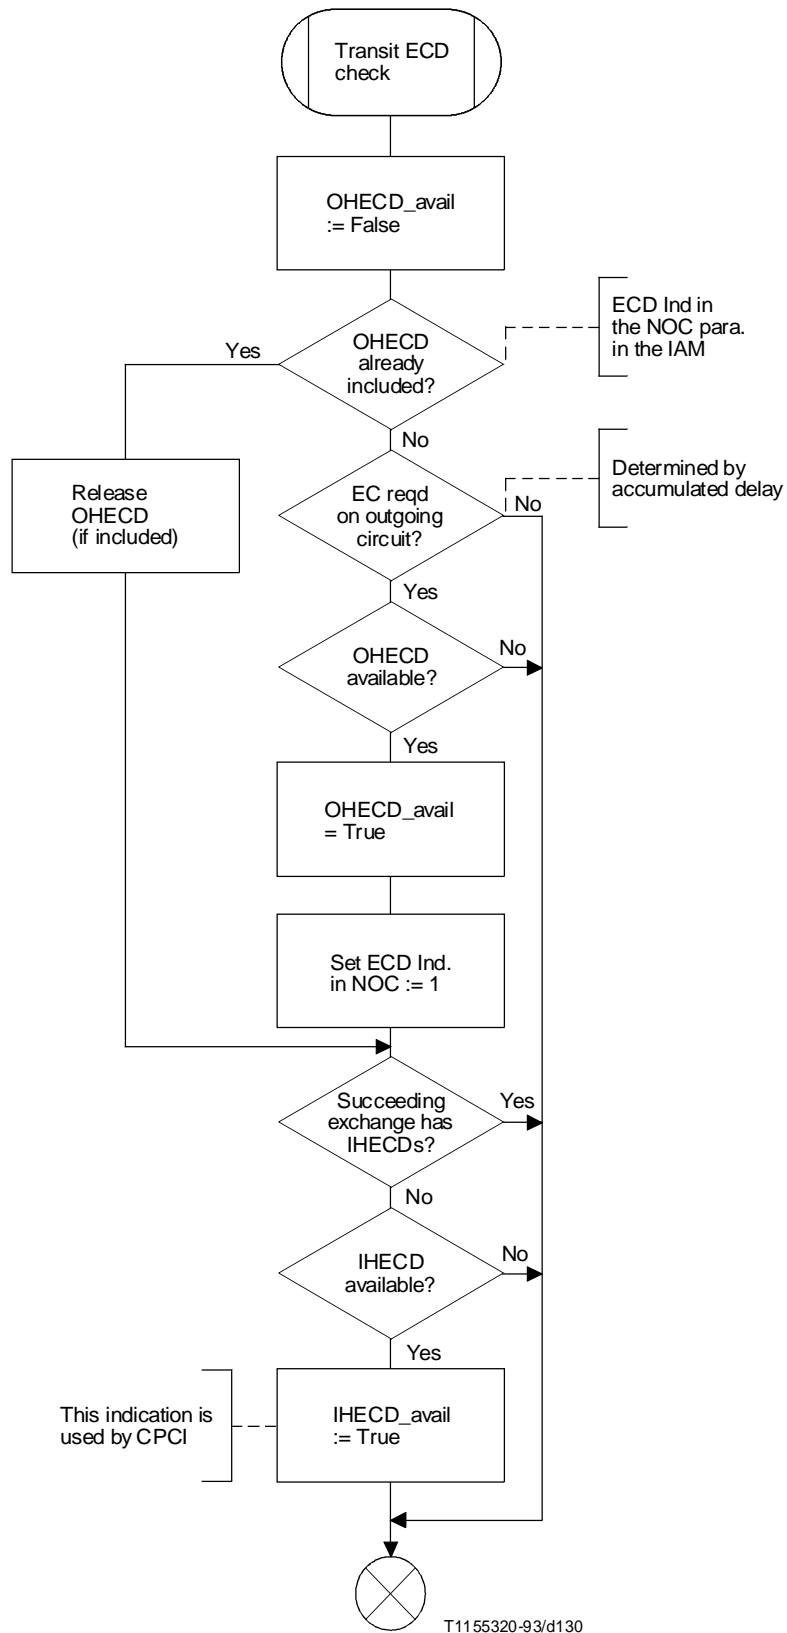 Transit ECD
check
OHECD_avail
:= False
ECD Ind in
the NOC para.
in the IAM
OHECD
already
included?
Yes
No
Release
OHECD
(if included)
EC reqd
on outgoing
circuit?
No
Determined by
accumulated delay
Yes
OHECD
available?
No
Yes
OHECD_avail
= True
Set ECD Ind.
in NOC := 1
Succeeding
exchange has
IHECDs?
Yes
No
IHECD
available?
No
Yes
This indication is
used by CPCI
IHECD_avail
:= True
T1155320-93/d130